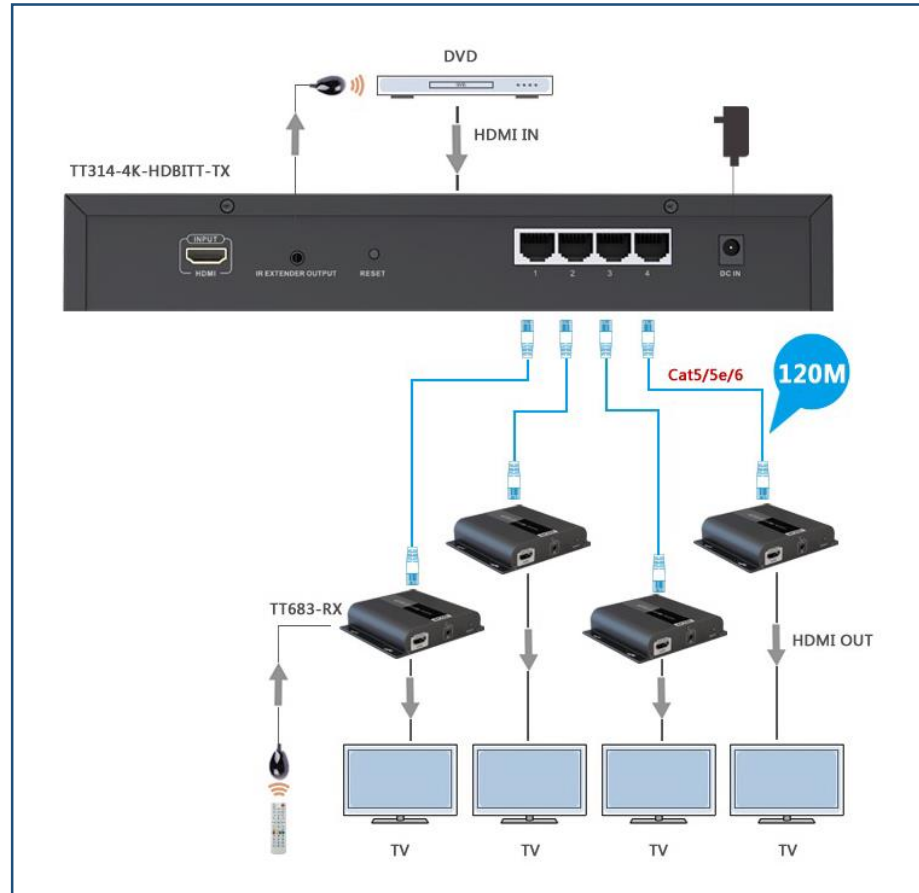 DVD
HDMI IN
TT314-4K-HDBITT-TX
INPUT
HDMI
IR EXTENDER OUTPUT
RESET
1
2
3
4
DC IN
Cat5/5e/6
120M
TT683-RX
HDMI OUT
TV
TV
TV
TV